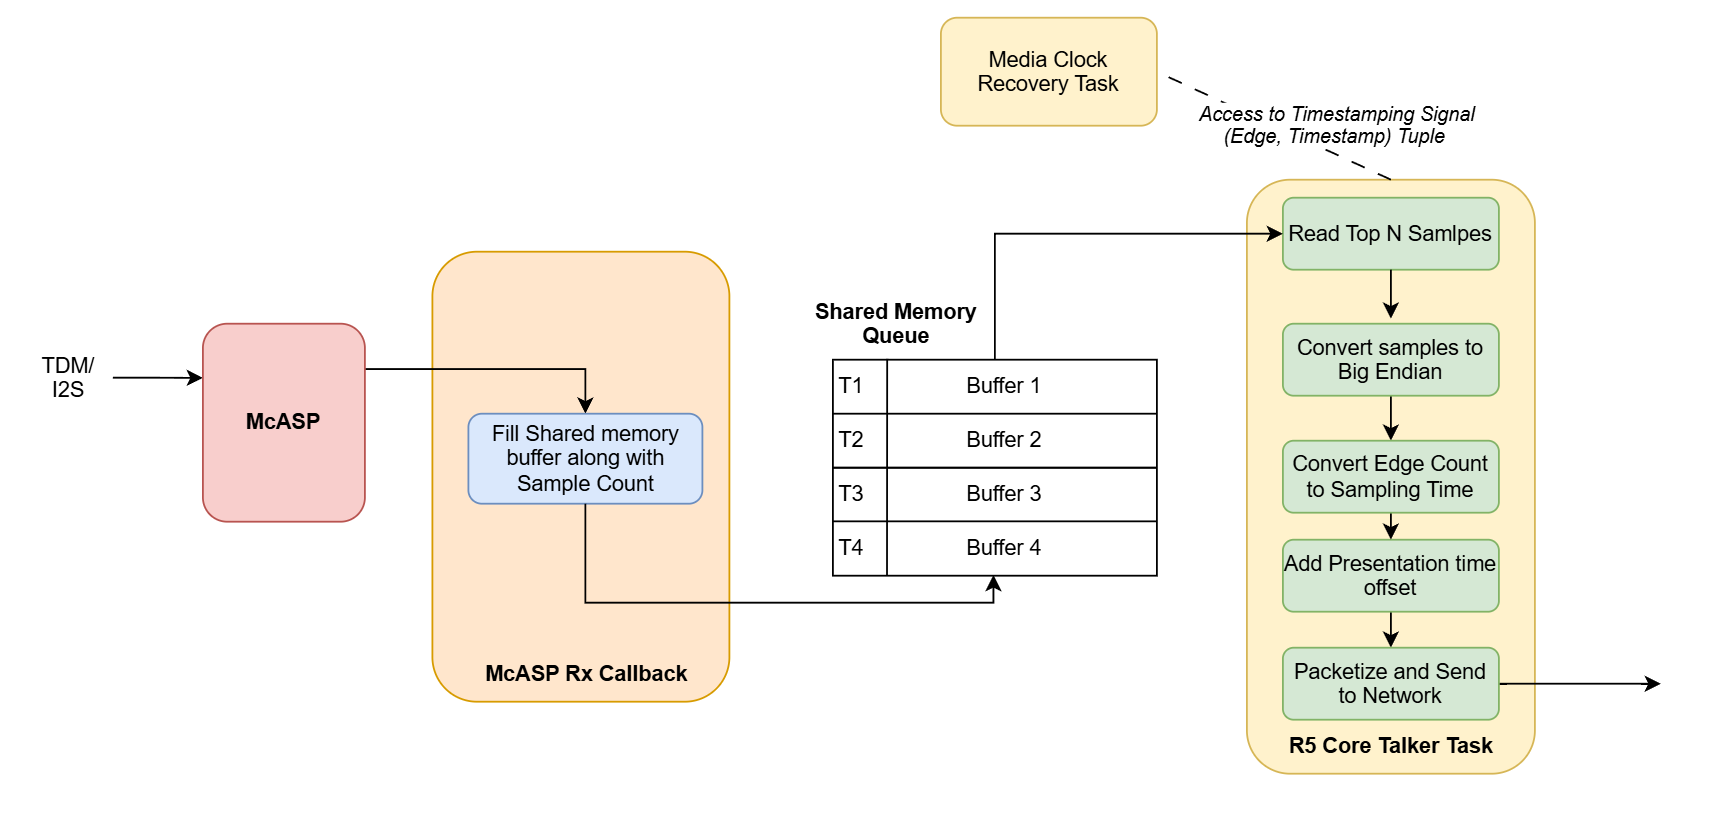 Media Clock
Recovery Task
Access to Timestamping Signal
(Edge, Timestamp) Tuple
TDM/
I2S
McASP
Fill Shared memory
buffer along with
Sample Count
McASP Rx Callback
Shared Memory
Queue
T1 Buffer 1
T2 Buffer 2
T3 Buffer 3
T4 Buffer 4
Read Top N Samlpes
Convert samples to
Big Endian
Convert Edge Count
to Sampling Time
Add Presentation time
offset
Packetize and Send
to Network
R5 Core Talker Task